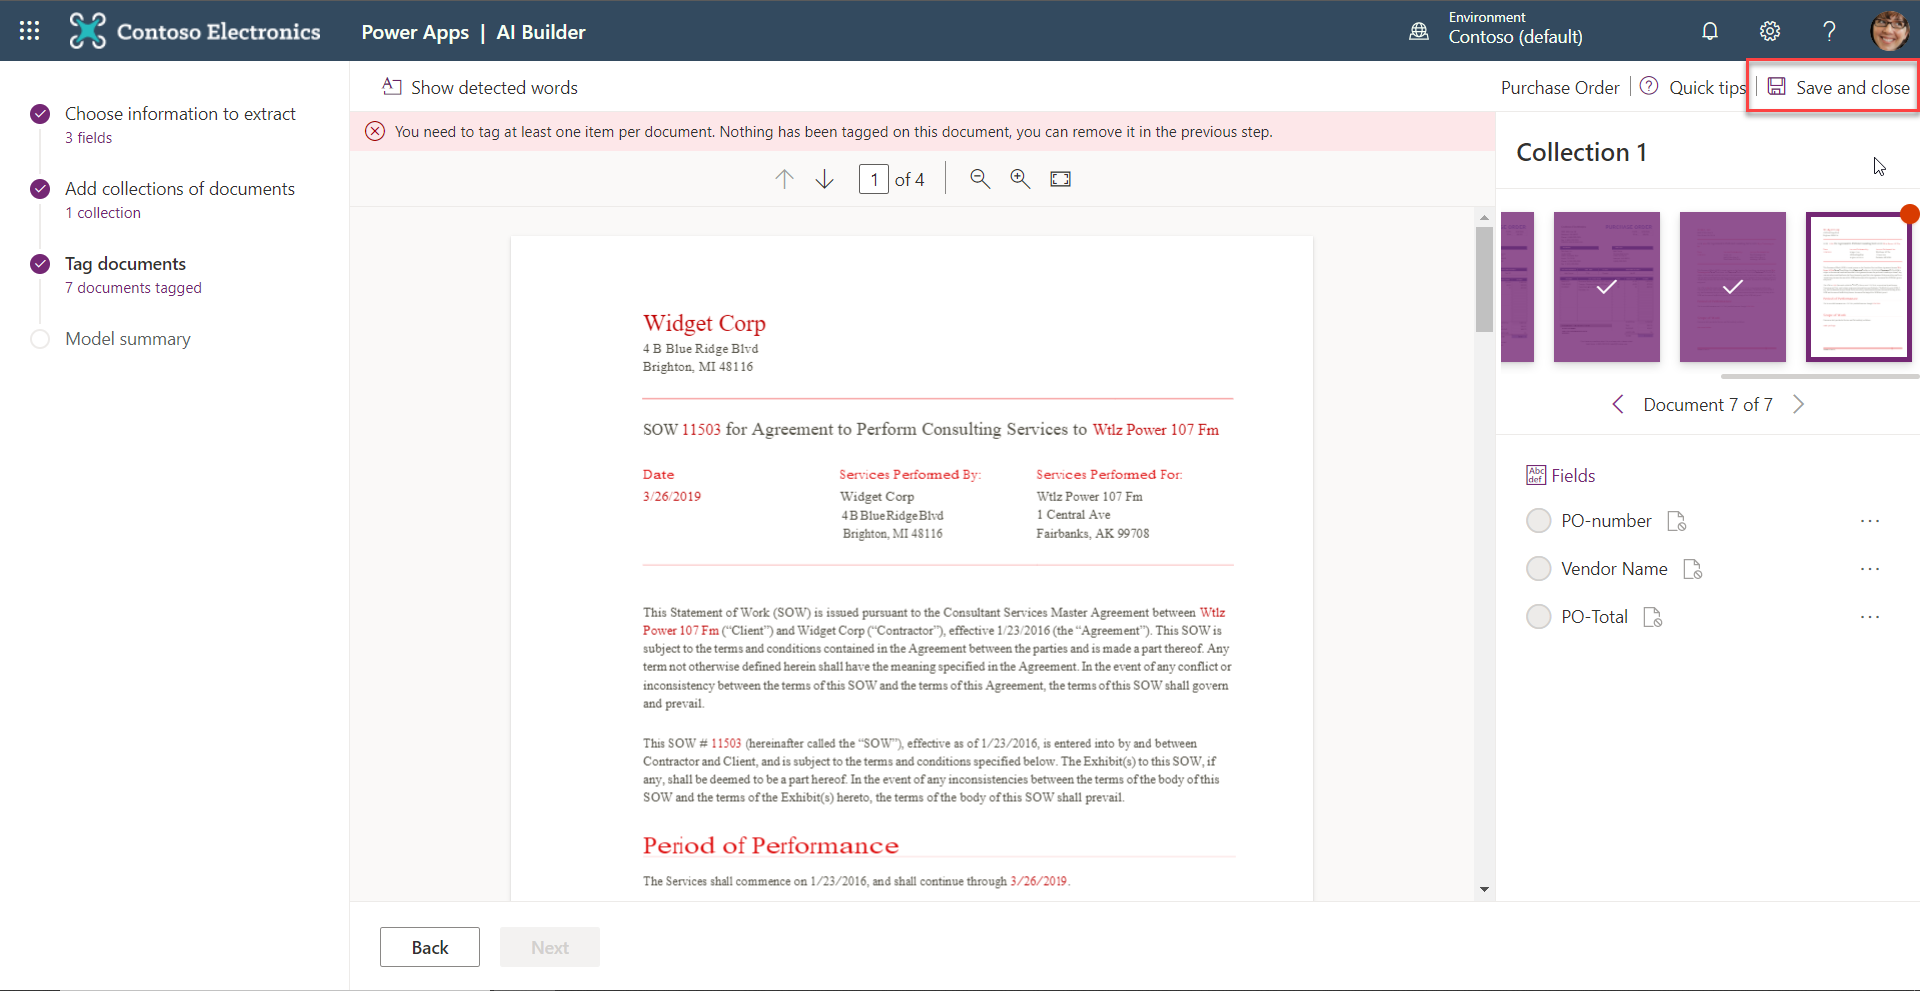 Contoso Electronics
Power Apps | AI Builder
Environment
Contoso (default)
?
Choose information to extract
3 fields
Add collections of documents
1 collection
Tag documents
7 documents tagged
Model summary
Show detected words
Purchase Order
Quick tips
Save and close
You need to tag at least one item per document. Nothing has been tagged on this document, you can remove it in the previous step.
1 of 4
Widget Corp
4 B Blue Ridge Blvd
Brighton, MI 48116
SOW 11503 for Agreement to Perform Consulting Services to Wtlz Power 107 Fm
Date
3/26/2019
Services Performed By:
Widget Corp
4 B Blue Ridge Blvd
Brighton, MI 48116
Services Performed For:
Wtlz Power 107 Fm
1 Central Ave
Fairbanks, AK 99708
This Statement of Work (SOW) is issued pursuant to the Consultant Services Master Agreement between Wtlz
Power 107 Fm (“Client”) and Widget Corp (“Contractor”), effective 1/23/2016 (the “Agreement”). This SOW is
subject to the terms and conditions contained in the Agreement between the parties and is made a part thereof. Any
term not otherwise defined herein shall have the meaning specified in the Agreement. In the event of any conflict or
inconsistency between the terms of this SOW and the terms of this Agreement, the terms of this SOW shall govern
and prevail.
This SOW # 11503 (hereinafter called the “SOW”), effective as of 1/23/2016, is entered into by and between
Contractor and Client, and is subject to the terms and conditions specified below. The Exhibit(s) to this SOW, if
any, shall be deemed to be a part hereof. In the event of any inconsistencies between the terms of the body of this
SOW and the terms of the Exhibit(s) hereto, the terms of the body of this SOW shall prevail.
Period of Performance
The Services shall commence on 1/23/2016, and shall continue through 3/26/2019.
Collection 1
Document 7 of 7
Abc
def
Fields
PO-number
Vendor Name
PO-Total
Back
Next